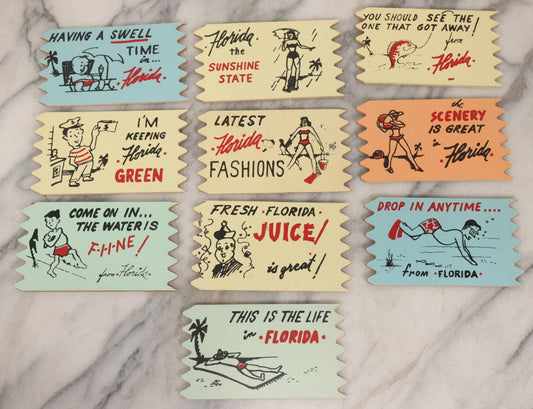 HAVING A SWELL
TIME
in...
Florida.
Florida
the
SUNSHINE
STATE
YOU SHOULD SEE THE
ONE THAT GOT AWAY!
from
Florida.
I'M
KEEPING
Florida
GREEN
LATEST
Florida
FASHIONS
the
SCENERY
IS GREAT
in
Florida.
COME ON IN...
THE WATER IS
F-H-NE!
from Florida
FRESH FLORIDA
JUICE!
is great!
DROP IN ANYTIME....
from FLORIDA
THIS IS THE LIFE
in FLORIDA